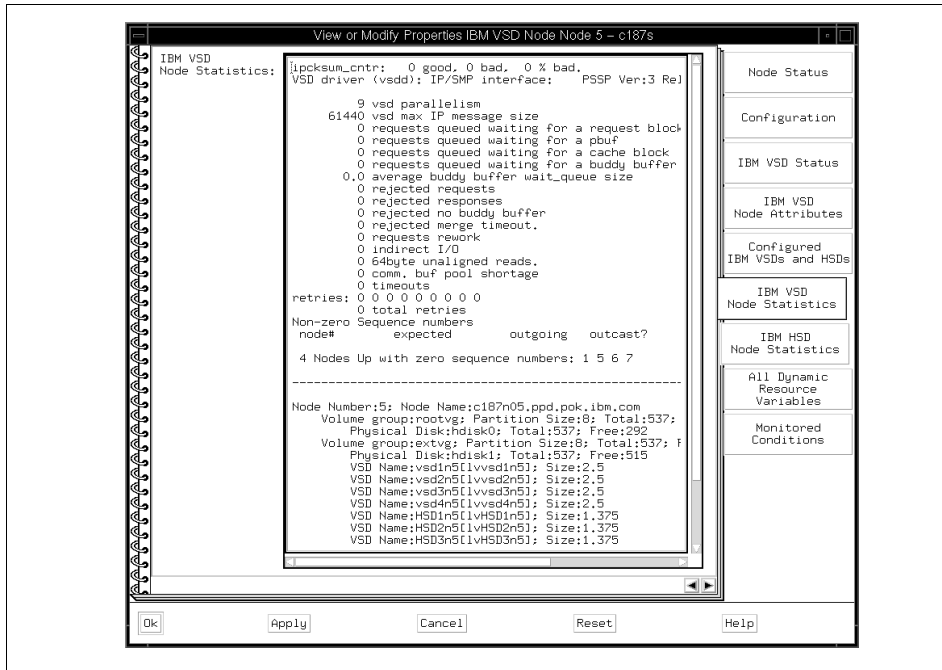 View or Modify Properties IBM VSD Node Node 5 - c187s
IBM VSD
Node Statistics:
ipcksum_cntr: 0 good, 0 bad, 0 % bad.
VSD driver (vsdd): IP/SMP interface: PSSP Ver:3 Rel
9 vsd parallelism
61440 vsd max IP message size
0 requests queued waiting for a request block
0 requests queued waiting for a pbuf
0 requests queued waiting for a cache block
0 requests queued waiting for a buddy buffer
0.0 average buddy buffer wait_queue size
0 rejected requests
0 rejected responses
0 rejected no buddy buffer
0 rejected merge timeout.
0 requests rework
0 indirect I/O
0 64byte unaligned reads.
0 comm. buf pool shortage
0 timeouts
retries: 0 0 0 0 0 0 0 0 0
0 total retries
Non-zero Sequence numbers
node# expected outgoing outcast?
4 Nodes Up with zero sequence numbers: 1 5 6 7
------------------------------------------------------
Node Number:5; Node Name:c187n05.ppd.pok.ibm.com
Volume group:rootvg; Partition Size:8; Total:537;
Physical Disk:hdisk0; Total:537; Free:292
Volume group:extvg; Partition Size:8; Total:537; F
Physical Disk:hdisk1; Total:537; Free:515
VSD Name:vsd1n5[lvvsd1n5]; Size:2.5
VSD Name:vsd2n5[lvvsd2n5]; Size:2.5
VSD Name:vsd3n5[lvvsd3n5]; Size:2.5
VSD Name:vsd4n5[lvvsd4n5]; Size:2.5
VSD Name:HSD1n5[lvHSD1n5]; Size:1.375
VSD Name:HSD2n5[lvHSD2n5]; Size:1.375
VSD Name:HSD3n5[lvHSD3n5]; Size:1.375
Node Status
Configuration
IBM VSD Status
IBM VSD
Node Attributes
Configured
IBM VSDs and HSDs
IBM VSD
Node Statistics
IBM HSD
Node Statistics
All Dynamic
Resource
Variables
Monitored
Conditions
Ok Apply Cancel Reset Help